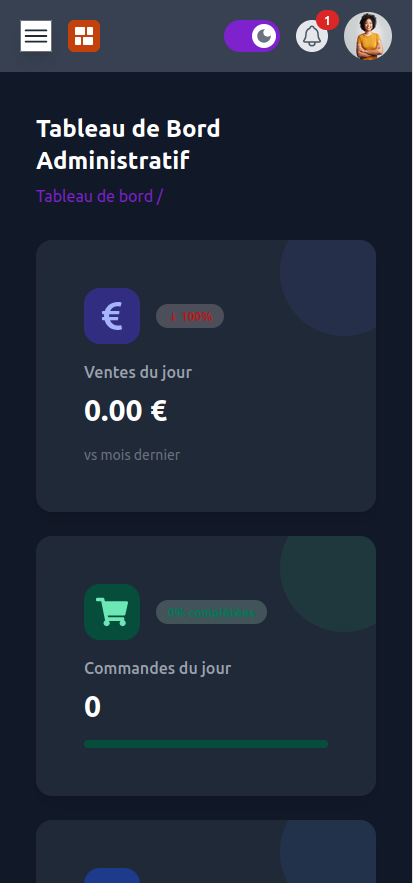 1
Tableau de Bord
Administratif
Tableau de bord /
€
↓ 100%
Ventes du jour
0.00 €
vs mois dernier
0% complétées
Commandes du jour
0